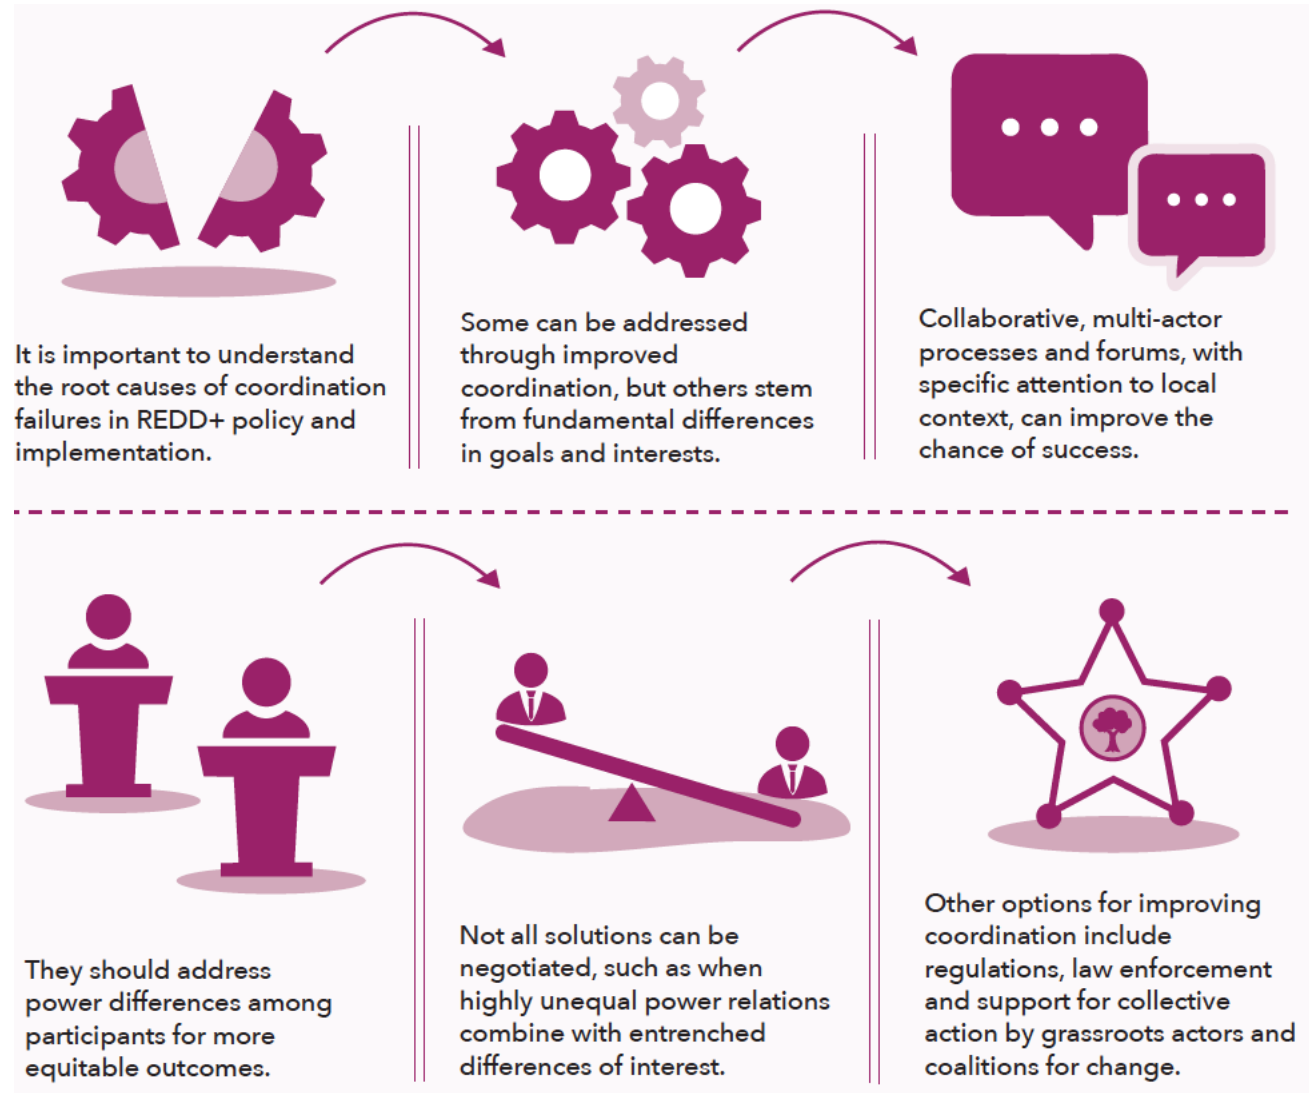 It is important to understand
the root causes of coordination
failures in REDD+ policy and
implementation.
Some can be addressed
through improved
coordination, but others stem
from fundamental differences
in goals and interests.
Collaborative, multi-actor
processes and forums, with
specific attention to local
context, can improve the
chance of success.
They should address
power differences among
participants for more
equitable outcomes.
Not all solutions can be
negotiated, such as when
highly unequal power relations
combine with entrenched
differences of interest.
Other options for improving
coordination include
regulations, law enforcement
and support for collective
action by grassroots actors and
coalitions for change.